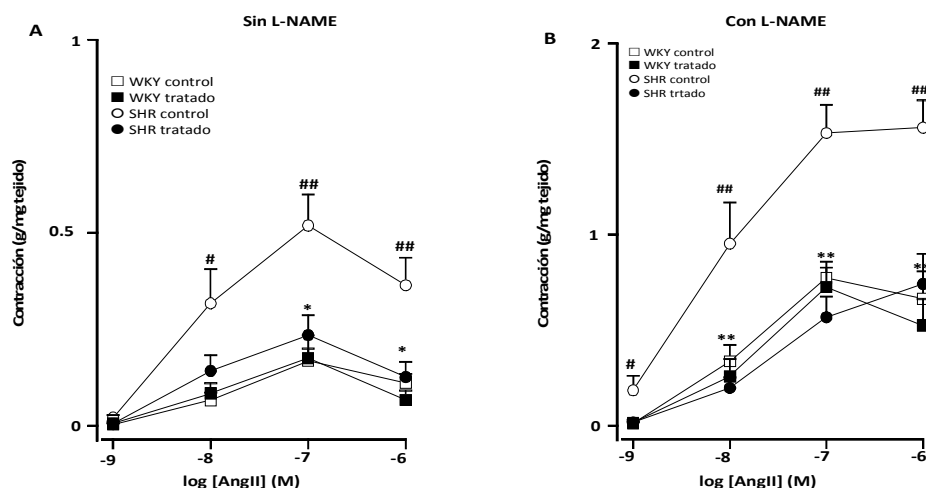 Sin L-NAME
A
1
0.5
0
Contracción (g/mg tejido)
WKY control
WKY tratado
SHR control
SHR tratado
#
##
##
*
*
-9 -8 -7 -6
log [AngII] (M)
Con L-NAME
B
2
1
0
Contracción (g/mg tejido)
WKY control
WKY tratado
SHR control
SHR trtado
#
##
##
##
**
**
**
-9 -8 -7 -6
log [AngII] (M)